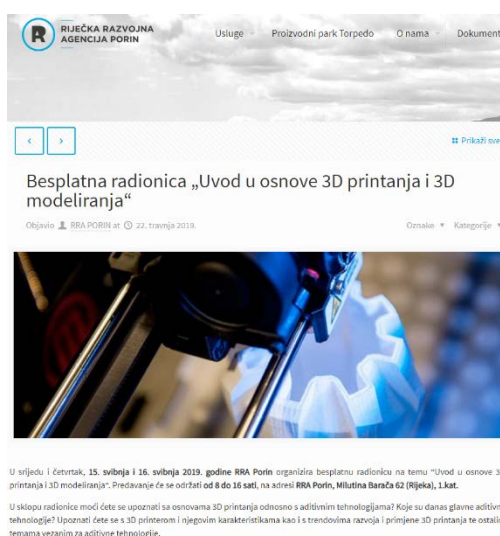 RIJEČKA RAZVOJNA
AGENCIJA PORIN
Usluge
Proizvodni park Torpedo
O nama
Dokument
Prikaži sve
Besplatna radionica „Uvod u osnove 3D printanja i 3D
modeliranja“
Objavio RRA PORIN at 22. travnja 2019.
Oznake
Kategorije
U srijedu i četvrtak, 15. svibnja i 16. svibnja 2019. godine RRA Porin organizira besplatnu radionicu na temu "Uvod u osnove 3D
printanja i 3D modeliranja". Predavanje će se održati od 8 do 16 sati, na adresi RRA Porin, Milutina Barača 62 (Rijeka), 1.kat.
U sklopu radionice moći ćete se upoznati sa osnovama 3D printanja odnosno s aditivnim tehnologijama? Koje su danas glavne aditivn
tehnologije? Upoznati ćete se s 3D printerom i njegovim karakteristikama kao i s trendovima razvoja i primjene 3D printanja te ostalim
temama vezanim za aditivne tehnologije.